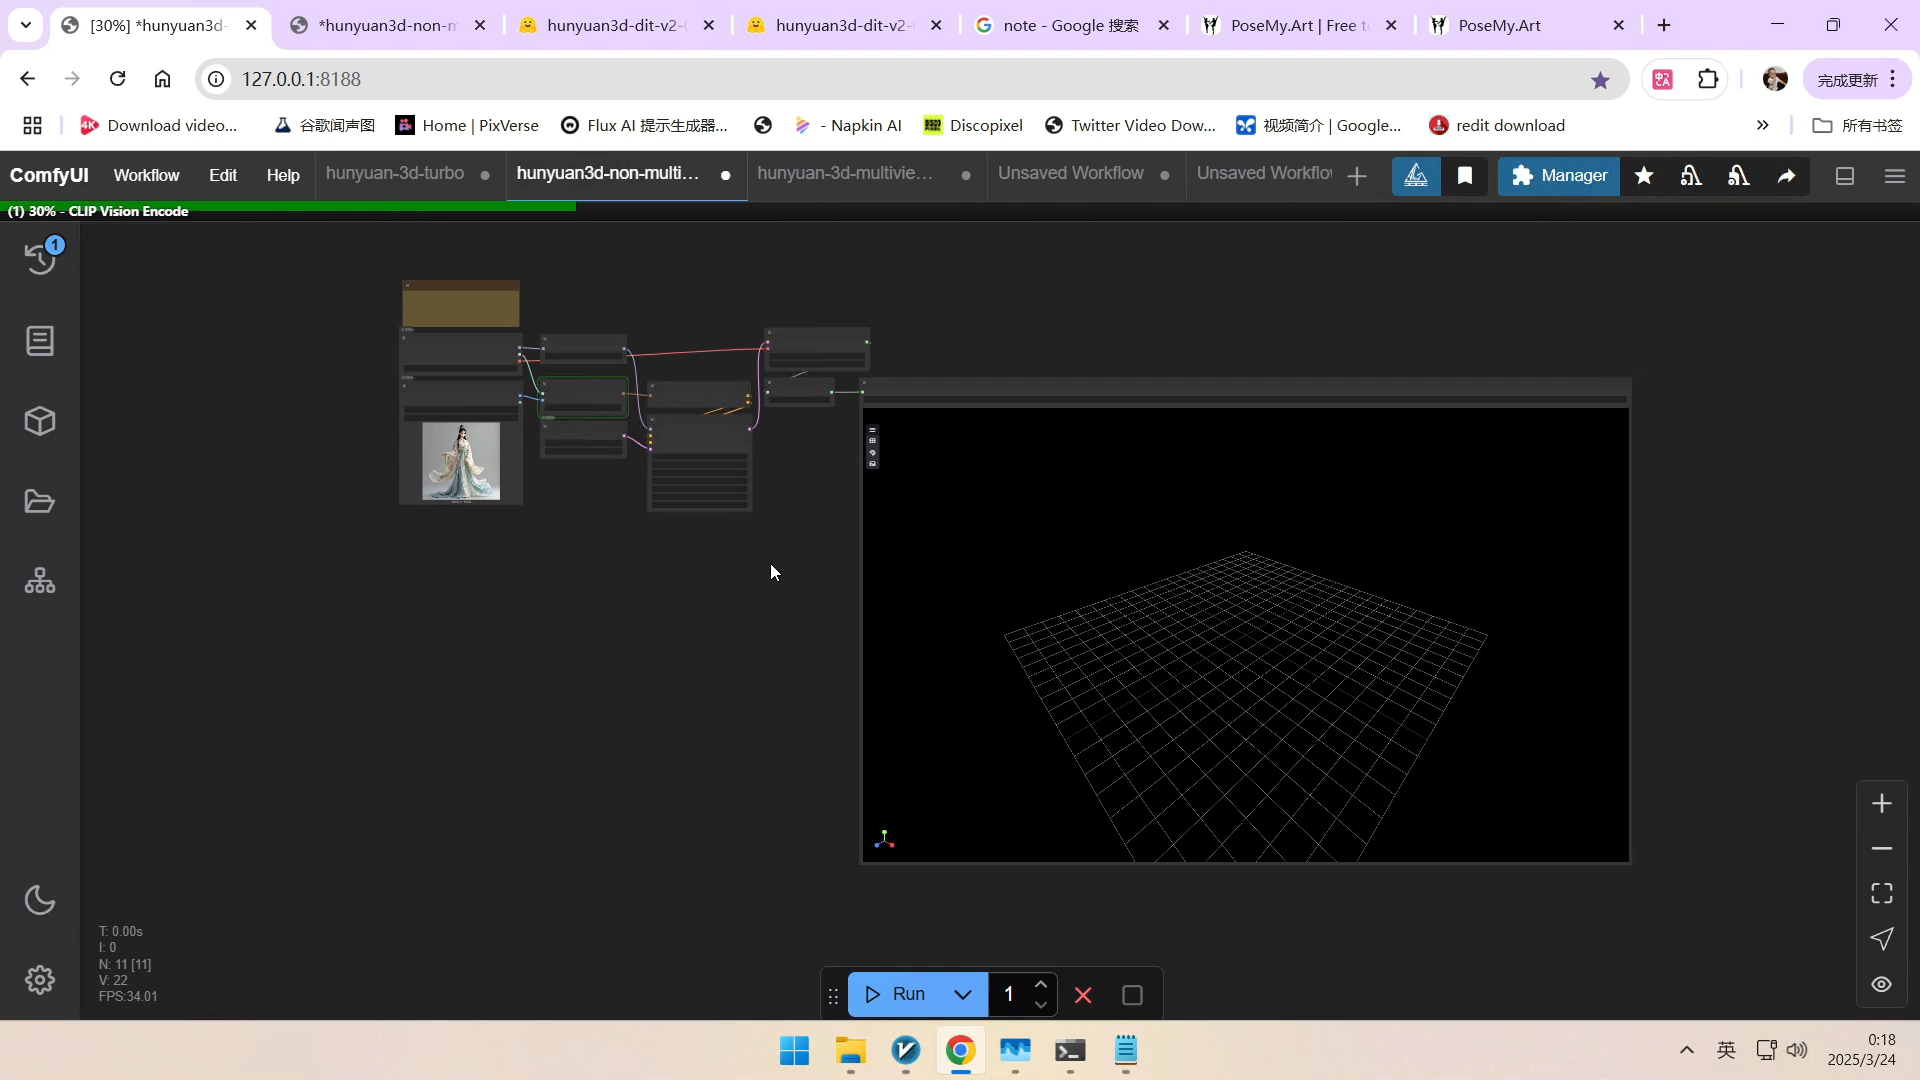 [30%] *hunyuan3d-
*hunyuan3d-non-m
hunyuan3d-dit-v2-
hunyuan3d-dit-v2-
note - Google 搜索
PoseMy.Art | Free to
PoseMy.Art
127.0.0.1:8188
完成更新
Download video...
谷歌闻声图
Home | PixVerse
Flux AI 提示生成器...
- Napkin AI
Discopixel
Twitter Video Dow...
视频简介 | Google...
redit download
所有书签
ComfyUI
Workflow
Edit
Help
hunyuan-3d-turbo
hunyuan3d-non-multi...
hunyuan-3d-multivie...
Unsaved Workflow
Unsaved Workflo
Manager
(1) 30% - CLIP Vision Encode
1
T: 0.00s
I: 0
N: 11 [11]
V: 22
FPS:34.01
Run
1
英
0:18
2025/3/24